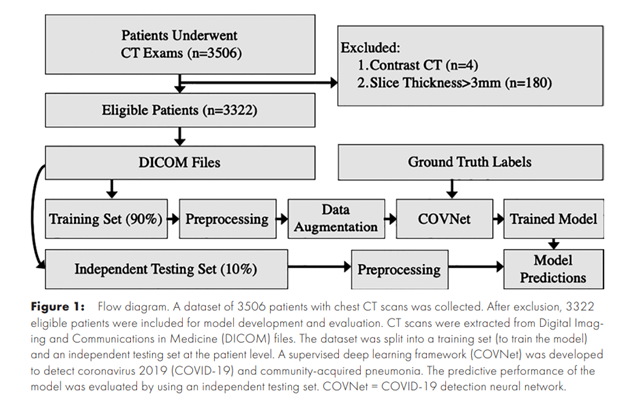 Patients Underwent
CT Exams (n=3506)
Excluded:
1.Contrast CT (n=4)
2.Slice Thickness>3mm (n=180)
Eligible Patients (n=3322)
DICOM Files
Ground Truth Labels
Training Set (90%)
Preprocessing
Data
Augmentation
COVNet
Trained Model
Independent Testing Set (10%)
Preprocessing
Model
Predictions
Figure 1: Flow diagram. A dataset of 3506 patients with chest CT scans was collected. After exclusion, 3322
eligible patients were included for model development and evaluation. CT scans were extracted from Digital Imag-
ing and Communications in Medicine (DICOM) files. The dataset was split into a training set (to train the model)
and an independent testing set at the patient level. A supervised deep learning framework (COVNet) was developed
to detect coronavirus 2019 (COVID-19) and community-acquired pneumonia. The predictive performance of
the model was evaluated by using an independent testing set. COVNet = COVID-19 detection neural network.